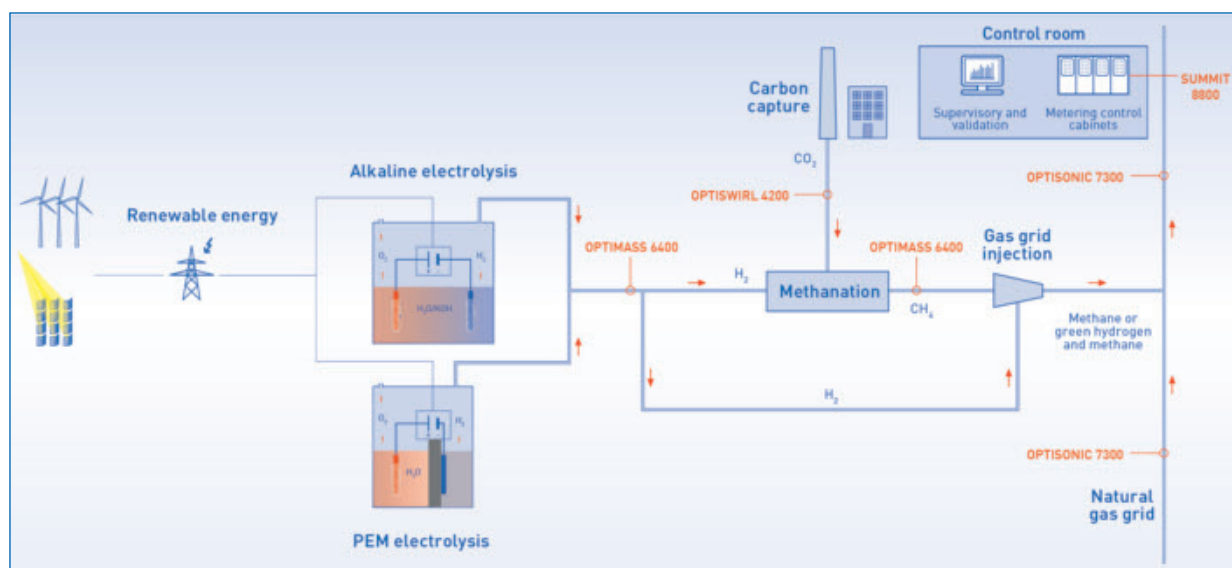 Control room
SUMMIT
8800
Supervisory and
validation
Metering control
cabinets
Carbon
capture
CO₂
OPTISWIRL 4200
OPTISONIC 7300
Alkaline electrolysis
Renewable energy
O₂
H₂
H₂O/KOH
OPTIMASS 6400
H₂
Methanation
OPTIMASS 6400
CH₄
Gas grid
injection
Methane or
green hydrogen
and methane
H₂
O₂
H₂
H₂O
PEM electrolysis
OPTISONIC 7300
Natural
gas grid